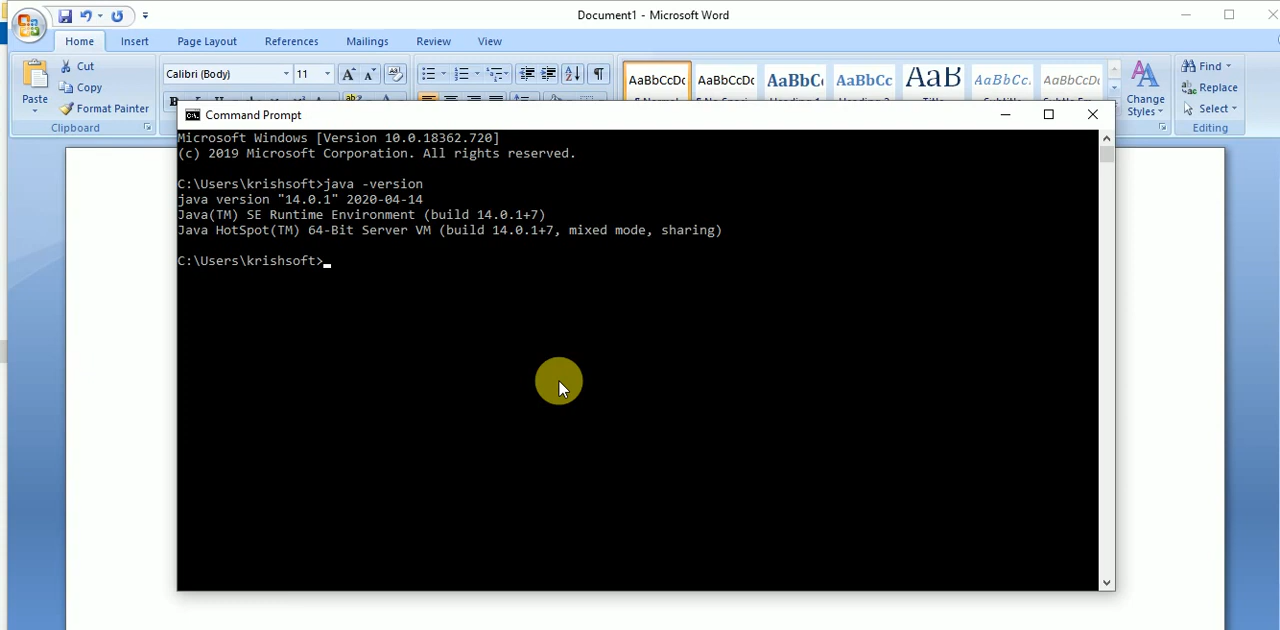 Document1 - Microsoft Word
Home Insert Page Layout References Mailings Review View
Paste
Cut
Copy
Format Painter
Clipboard
Calibri (Body) 11
AaBbCcDc AaBbCcDc AaBbC AaBbCc AaB AaBbCc. AaBbCcDc
Change
Styles
Find
Replace
Select
Editing
Command Prompt
Microsoft Windows [Version 10.0.18362.720]
(c) 2019 Microsoft Corporation. All rights reserved.
C:\Users\krishsoft>java -version
java version "14.0.1" 2020-04-14
Java(TM) SE Runtime Environment (build 14.0.1+7)
Java HotSpot(TM) 64-Bit Server VM (build 14.0.1+7, mixed mode, sharing)
C:\Users\krishsoft>